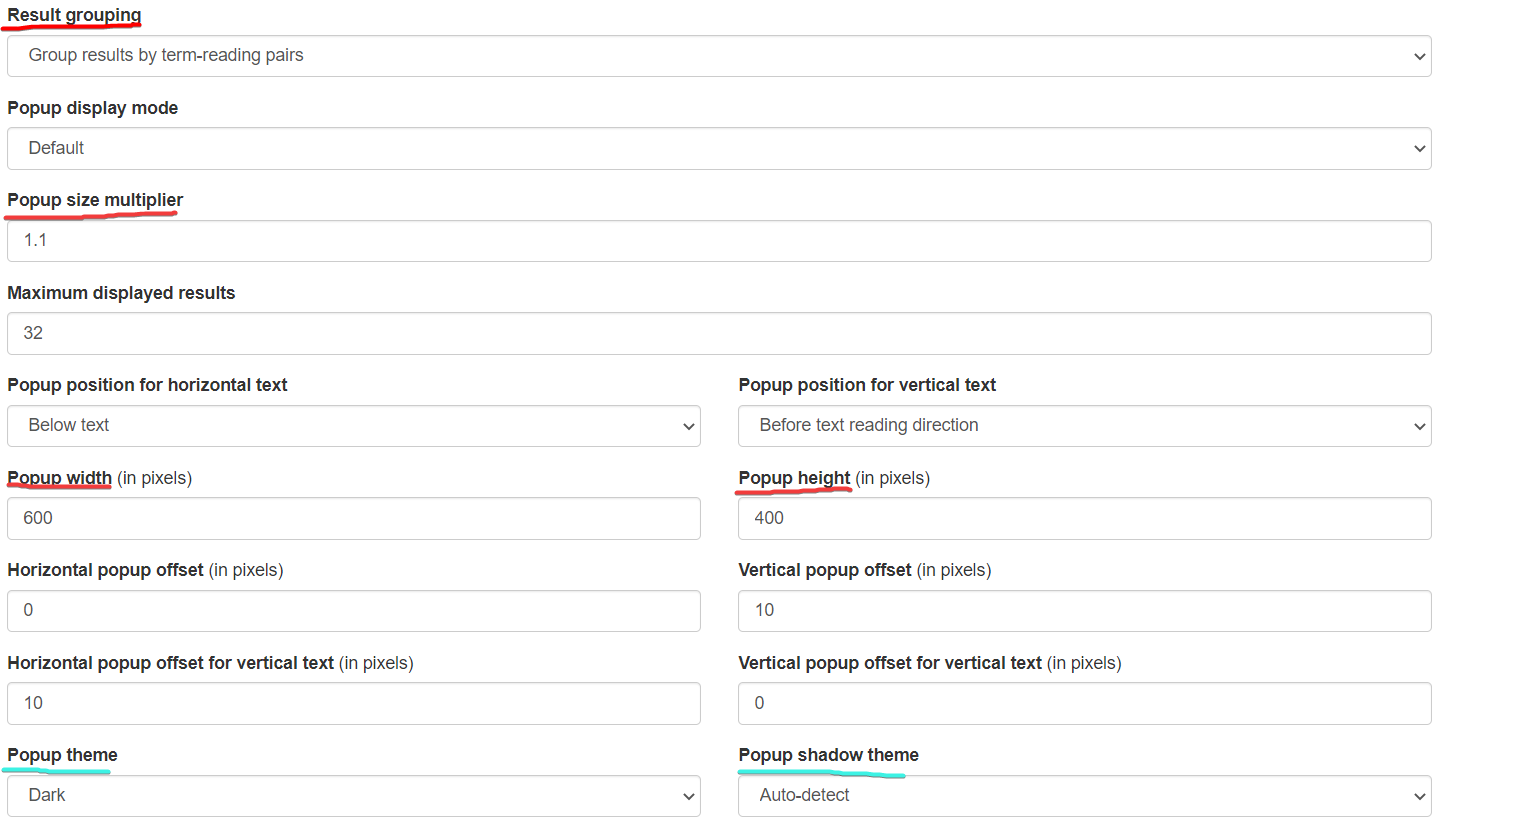 Result grouping
Group results by term-reading pairs
Popup display mode
Default
Popup size multiplier
1.1
Maximum displayed results
32
Popup position for horizontal text
Popup position for vertical text
Below text
Before text reading direction
Popup width (in pixels)
Popup height (in pixels)
600
400
Horizontal popup offset (in pixels)
Vertical popup offset (in pixels)
0
10
Horizontal popup offset for vertical text (in pixels)
Vertical popup offset for vertical text (in pixels)
10
0
Popup theme
Popup shadow theme
Dark
Auto-detect